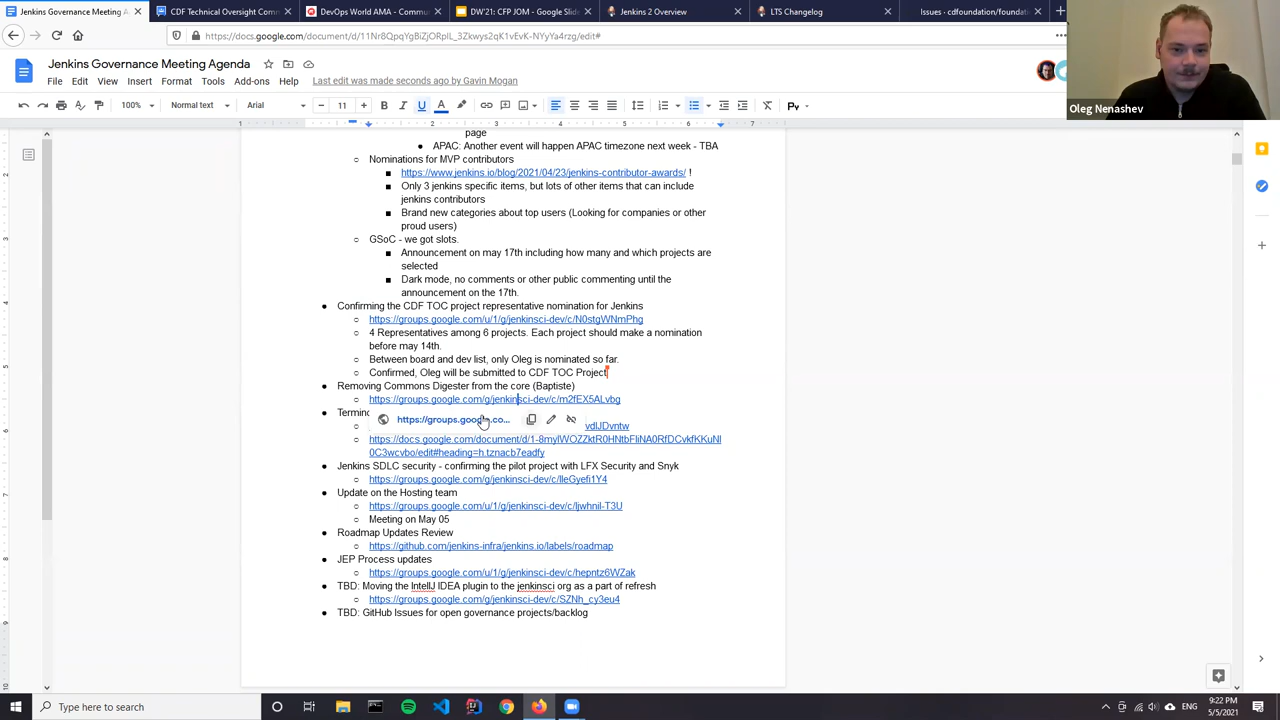 Jenkins Governance Meeting A
CDF Technical Oversight Comm
DevOps World AMA - Commu
DW'21: CFP JOM - Google Slide
Jenkins 2 Overview
LTS Changelog
Issues · cdfoundation/foundati
https://docs.google.com/document/d/11Nr8QpqYgBiZjORplL_3Zkwys2qK1vEvK-NYyYa4rzg/edit#
Jenkins Governance Meeting Agenda
File Edit View Insert Format Tools Add-ons Help Last edit was made seconds ago by Gavin Mogan
Oleg Nenashev
100% Normal text Arial 11
1 2 3 4 5 6 7
page
● APAC: Another event will happen APAC timezone next week - TBA
○ Nominations for MVP contributors
■ https://www.jenkins.io/blog/2021/04/23/jenkins-contributor-awards/ !
■ Only 3 jenkins specific items, but lots of other items that can include
jenkins contributors
■ Brand new categories about top users (Looking for companies or other
proud users)
○ GSoC - we got slots.
■ Announcement on may 17th including how many and which projects are
selected
■ Dark mode, no comments or other public commenting until the
announcement on the 17th.
● Confirming the CDF TOC project representative nomination for Jenkins
○ https://groups.google.com/u/1/g/jenkinsci-dev/c/N0stgWNmPhg
○ 4 Representatives among 6 projects. Each project should make a nomination
before may 14th.
○ Between board and dev list, only Oleg is nominated so far.
○ Confirmed, Oleg will be submitted to CDF TOC Project
● Removing Commons Digester from the core (Baptiste)
○ https://groups.google.com/g/jenkinsci-dev/c/m2fEX5ALvbg
● Termin
https://groups.google.co...
○ vdlJDvntw
○ https://docs.google.com/document/d/1-8mylWOZZktR0HNtbFliNA0RfDCvkfKKuNl
0C3wcvbo/edit#heading=h.tznacb7eadfy
● Jenkins SDLC security - confirming the pilot project with LFX Security and Snyk
○ https://groups.google.com/g/jenkinsci-dev/c/lleGyefi1Y4
● Update on the Hosting team
○ https://groups.google.com/u/1/g/jenkinsci-dev/c/ljwhnil-T3U
○ Meeting on May 05
● Roadmap Updates Review
○ https://github.com/jenkins-infra/jenkins.io/labels/roadmap
● JEP Process updates
○ https://groups.google.com/u/1/g/jenkinsci-dev/c/hepntz6WZak
● TBD: Moving the IntellJ IDEA plugin to the jenkinsci org as a part of refresh
○ https://groups.google.com/g/jenkinsci-dev/c/SZNh_cy3eu4
● TBD: GitHub Issues for open governance projects/backlog
Type here to search
ENG
9:22 PM
5/5/2021